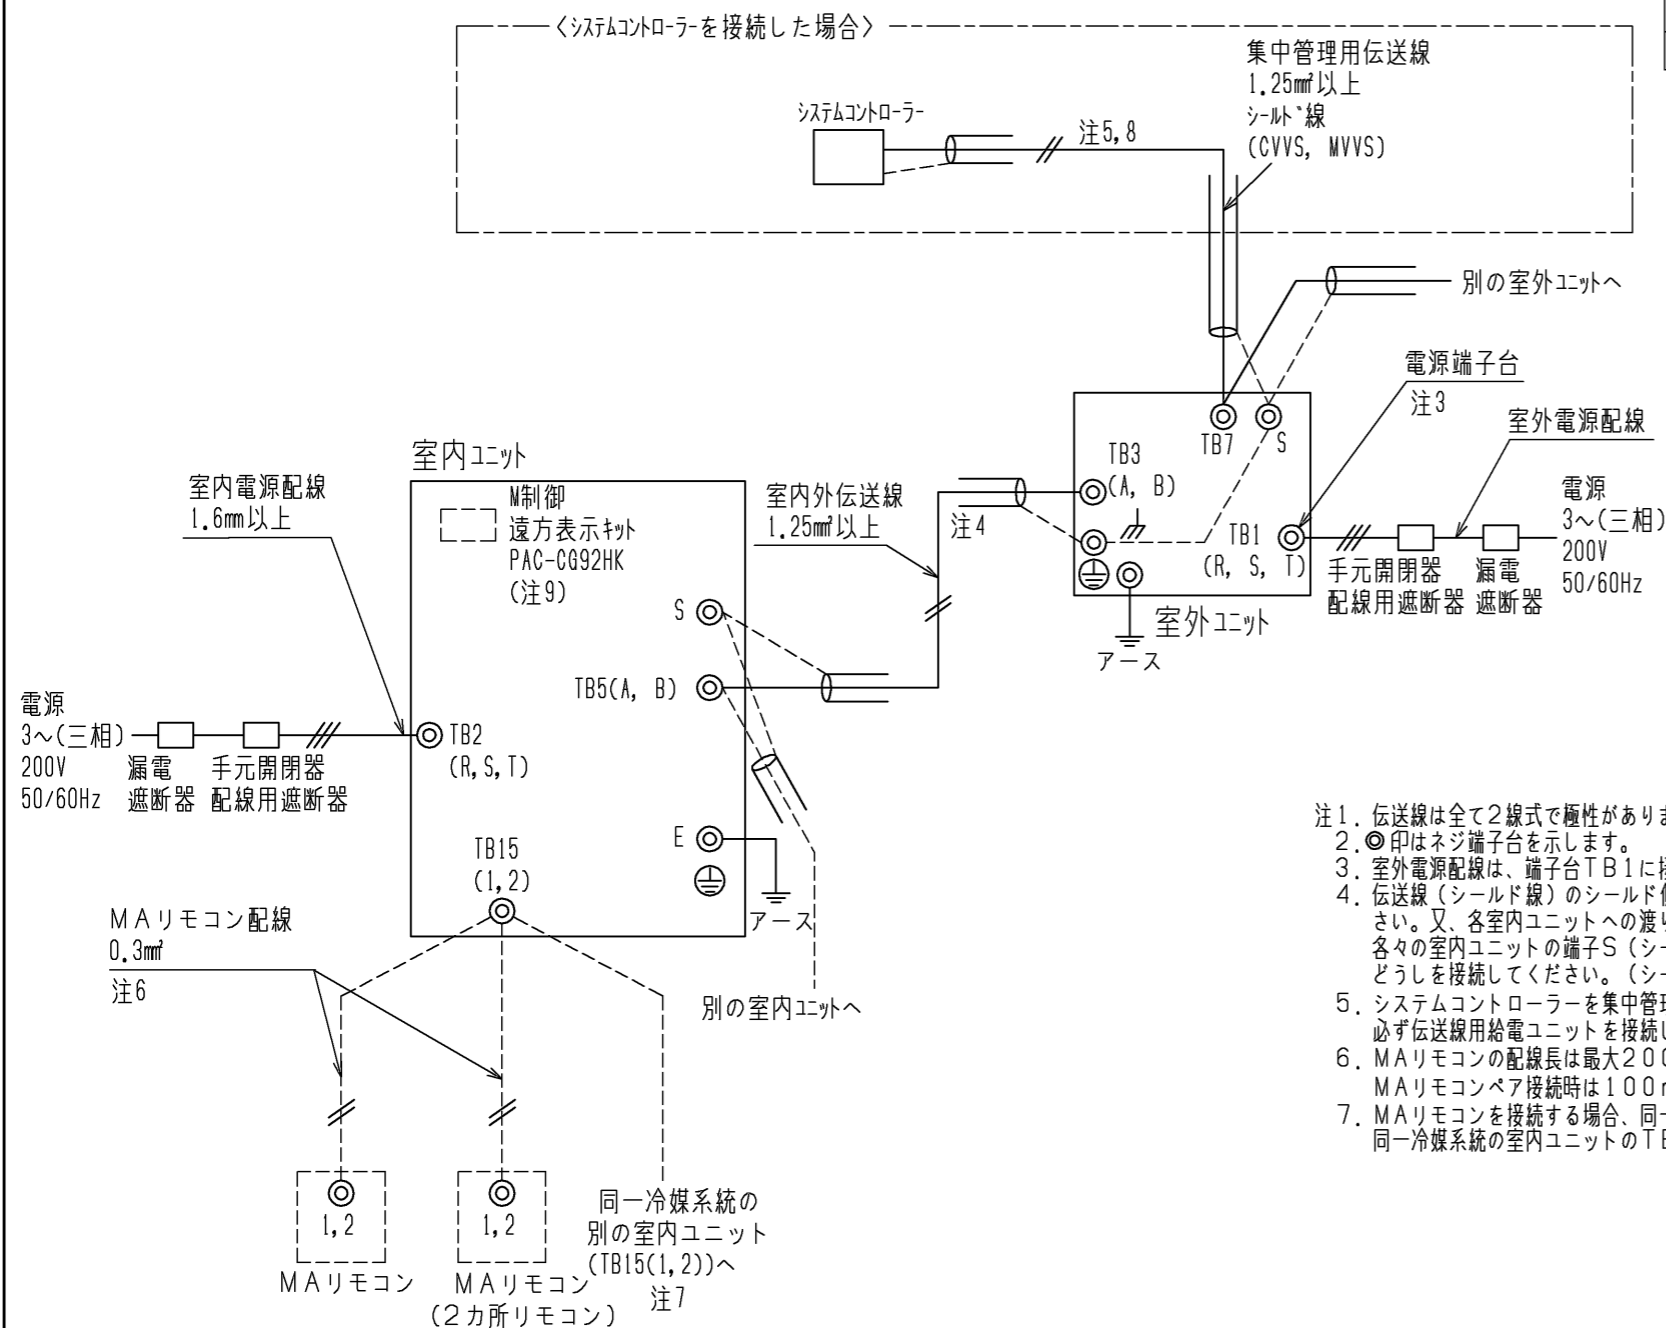 〈システムコントローラーを接続した場合〉
集中管理用伝送線
1.25㎟以上
シールド線
(CVVS, MVVS)
システムコントローラー
注5,8
別の室外ユニットへ
電源端子台
注3
室外電源配線
電源
3～(三相)
200V
50/60Hz
TB7
S
TB3
(A, B)
TB1
(R, S, T)
手元開閉器
配線用遮断器
漏電
遮断器
室外ユニット
アース
室内外伝送線
1.25㎟以上
注4
室内ユニット
M制御
遠方表示キット
PAC-CG92HK
(注9)
室内電源配線
1.6mm以上
S
TB5(A, B)
電源
3～(三相)
200V
50/60Hz
漏電
遮断器
手元開閉器
配線用遮断器
TB2
(R,S,T)
E
アース
TB15
(1,2)
別の室内ユニットへ
MAリモコン配線
0.3㎟
注6
1,2
MAリモコン
1,2
MAリモコン
(2カ所リモコン)
同一冷媒系統の
別の室内ユニット
(TB15(1,2))へ
注7
注1. 伝送線は全て2線式で極性があり
2.◎印はネジ端子台を示します。
3. 室外電源配線は、端子台TB1に
4. 伝送線（シールド線）のシールド
さい。又、各室内ユニットへの渡
各々の室内ユニットの端子S（シー
どうしを接続してください。（シー
5. システムコントローラーを集中管
必ず伝送線用給電ユニットを接続
6. MAリモコンの配線長は最大200
MAリモコンペア接続時は100
7. MAリモコンを接続する場合、同
同一冷媒系統の室内ユニットのTB